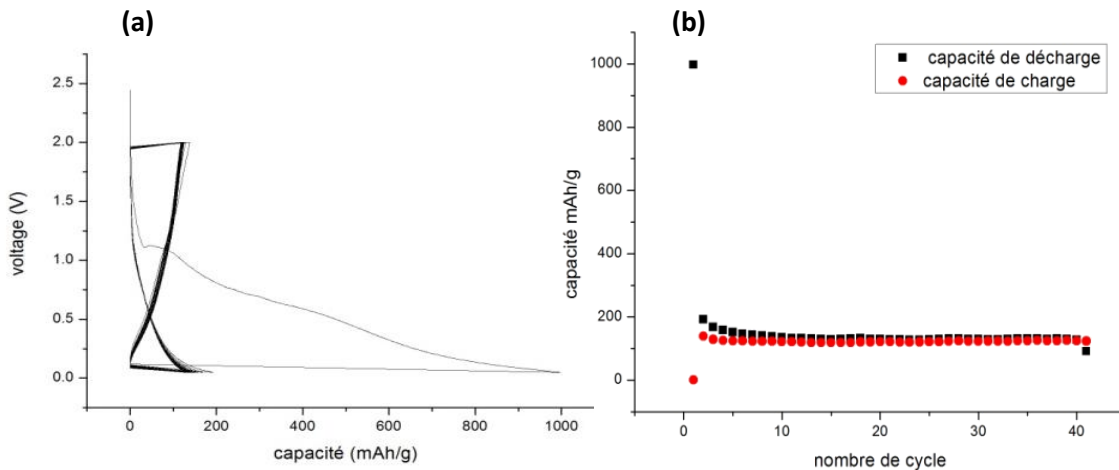 (a)
voltage (V)
2.5
2.0
1.5
1.0
0.5
0.0
0
200
400
600
800
1000
capacité (mAh/g)
(b)
capacité mAh/g
1000
800
600
400
200
0
capacité de décharge
capacité de charge
0
10
20
30
40
nombre de cycle